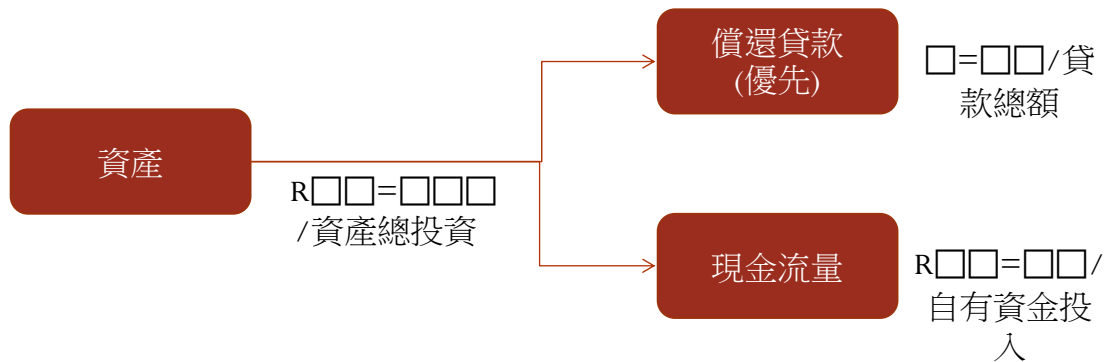 資產
R□□=□□□
/資產總投資
償還貸款
(優先)
□=□□/貸
款總額
現金流量
R□□=□□/
自有資金投
入